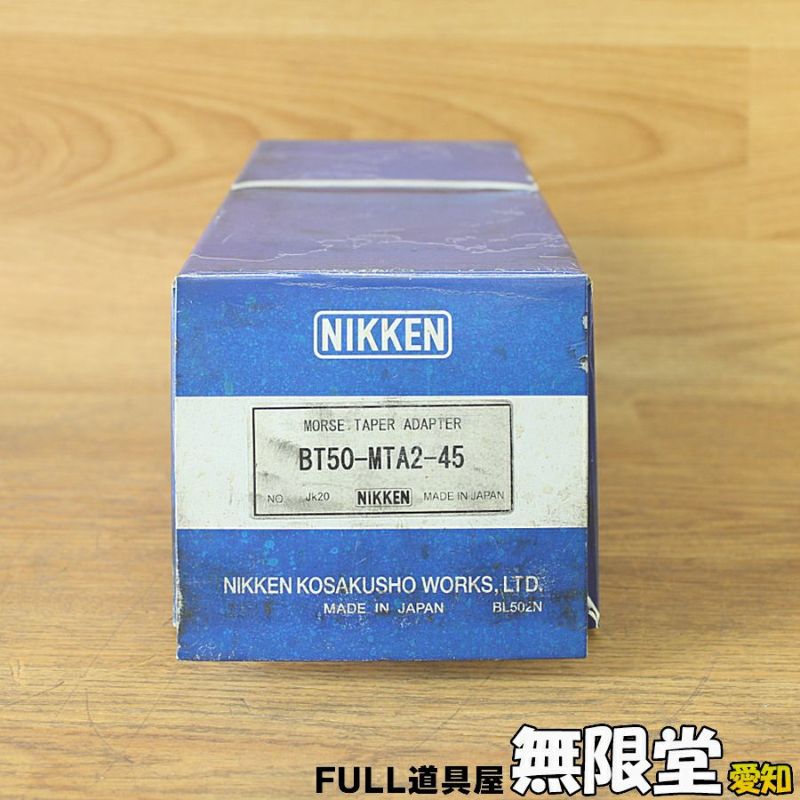 NIKKEN
MORSE TAPER ADAPTER
BT50-MTA2-45
NO. Jk20 NIKKEN MADE IN JAPAN
NIKKEN KOSAKUSHO WORKS, LTD.
MADE IN JAPAN BL502N
FULL道具屋 無限堂 愛知